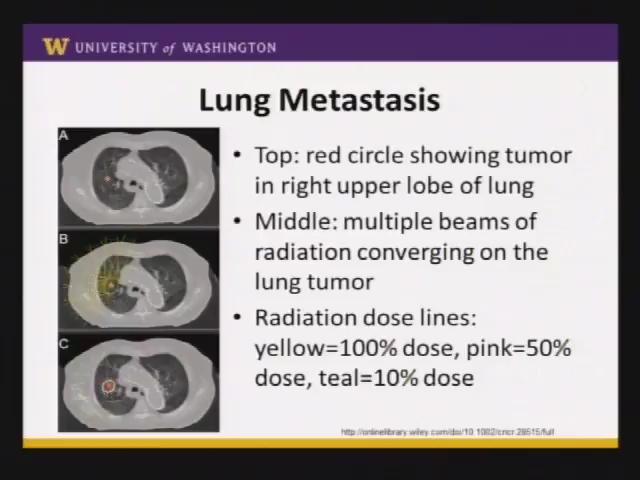 W UNIVERSITY of WASHINGTON
Lung Metastasis
A
B
C
• Top: red circle showing tumor
in right upper lobe of lung
• Middle: multiple beams of
radiation converging on the
lung tumor
• Radiation dose lines:
yellow=100% dose, pink=50%
dose, teal=10% dose
http://onlinelibrary.wiley.com/doi/10.1002/cncr.28515/full